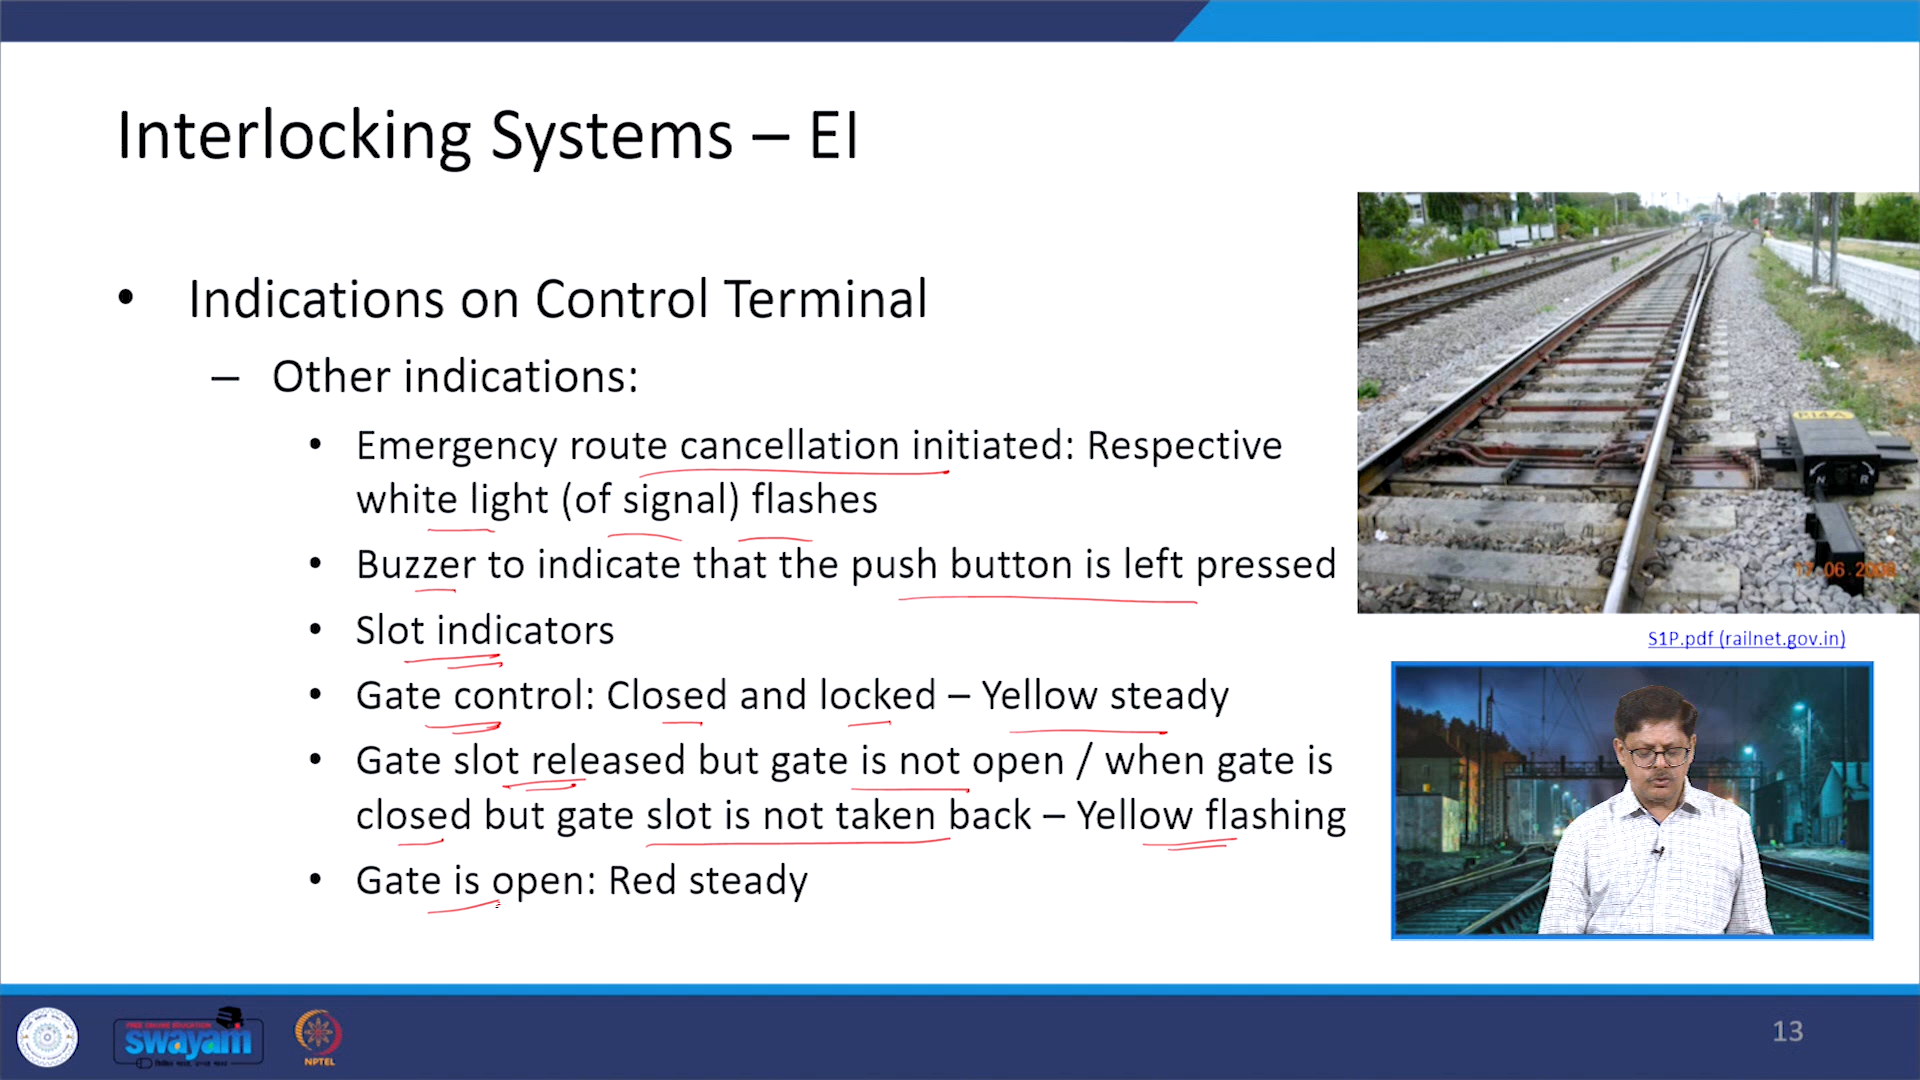 Interlocking Systems – EI
• Indications on Control Terminal
– Other indications:
• Emergency route cancellation initiated: Respective
white light (of signal) flashes
• Buzzer to indicate that the push button is left pressed
• Slot indicators
• Gate control: Closed and locked – Yellow steady
• Gate slot released but gate is not open / when gate is
closed but gate slot is not taken back – Yellow flashing
• Gate is open: Red steady
N R
S1P.pdf (railnet.gov.in)
FREE ONLINE EDUCATION
swayam
NPTEL
13